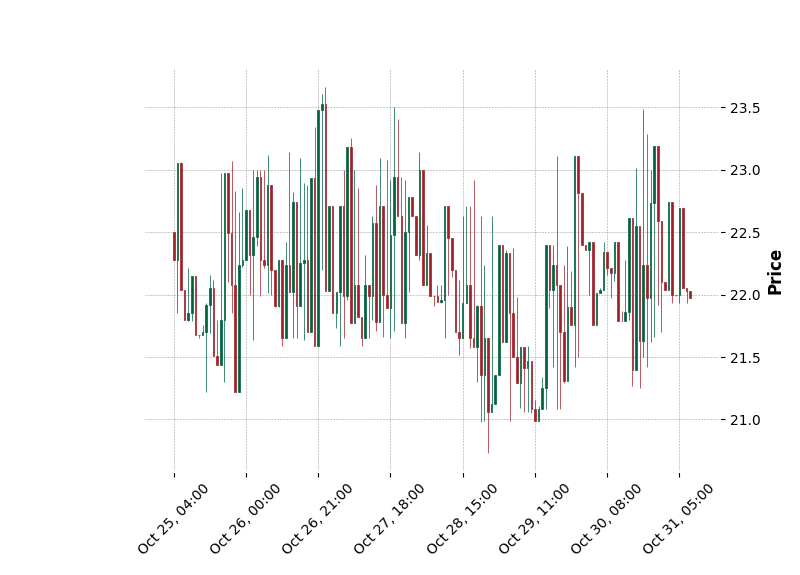 23.5
23.0
22.5
22.0
21.5
21.0
Price
Oct 25, 04:00
Oct 26, 00:00
Oct 26, 21:00
Oct 27, 18:00
Oct 28, 15:00
Oct 29, 11:00
Oct 30, 08:00
Oct 31, 05:00